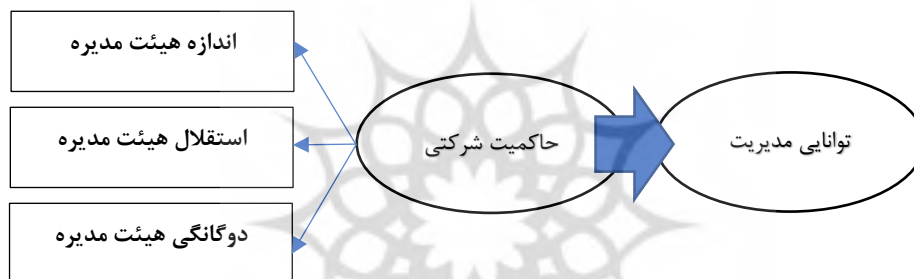 اندازه هیئت مدیره
استقلال هیئت مدیره
دوگانگی هیئت مدیره
حاکمیت شرکتی
توانایی مدیریت